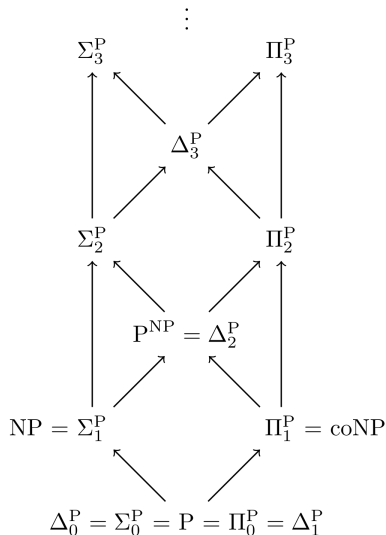 ⋮
Σ₃ᴾ Π₃ᴾ
Δ₃ᴾ
Σ₂ᴾ Π₂ᴾ
Pᴺᴾ = Δ₂ᴾ
NP = Σ₁ᴾ Π₁ᴾ = coNP
Δ₀ᴾ = Σ₀ᴾ = P = Π₀ᴾ = Δ₁ᴾ